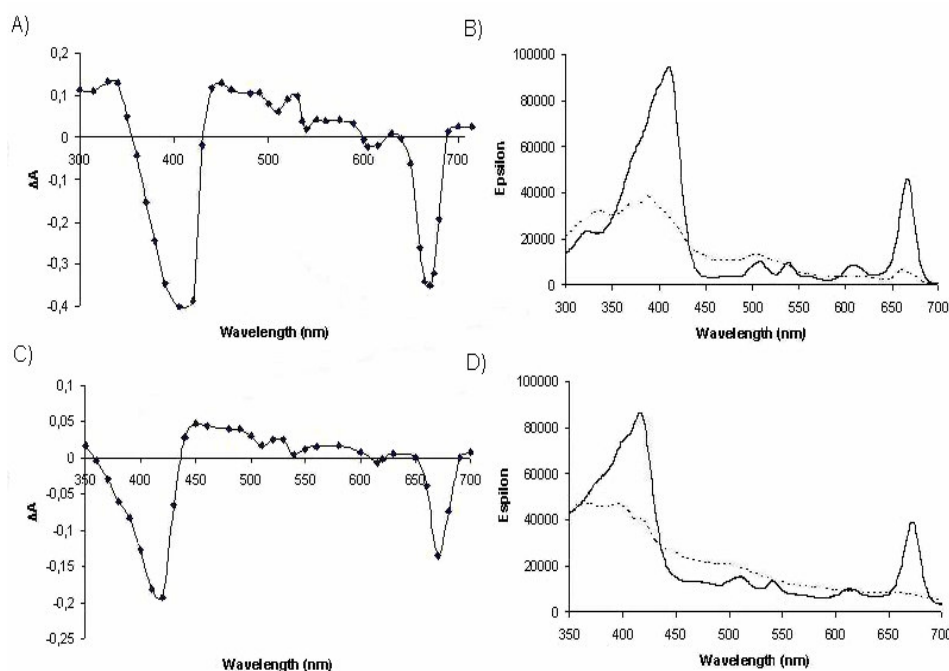 A)
0,2
0,1
0
-0,1
-0,2
-0,3
-0,4
300 400 500 600 700
ΔA
Wavelength (nm)
B)
100000
80000
60000
40000
20000
0
300 350 400 450 500 550 600 650 700
Epsilon
Wavelength (nm)
C)
0,1
0,05
0
-0,05
-0,1
-0,15
-0,2
-0,25
350 400 450 500 550 600 650 700
ΔA
Wavelength (nm)
D)
100000
80000
60000
40000
20000
0
350 400 450 500 550 600 650 700
Espilon
Wavelength (nm)